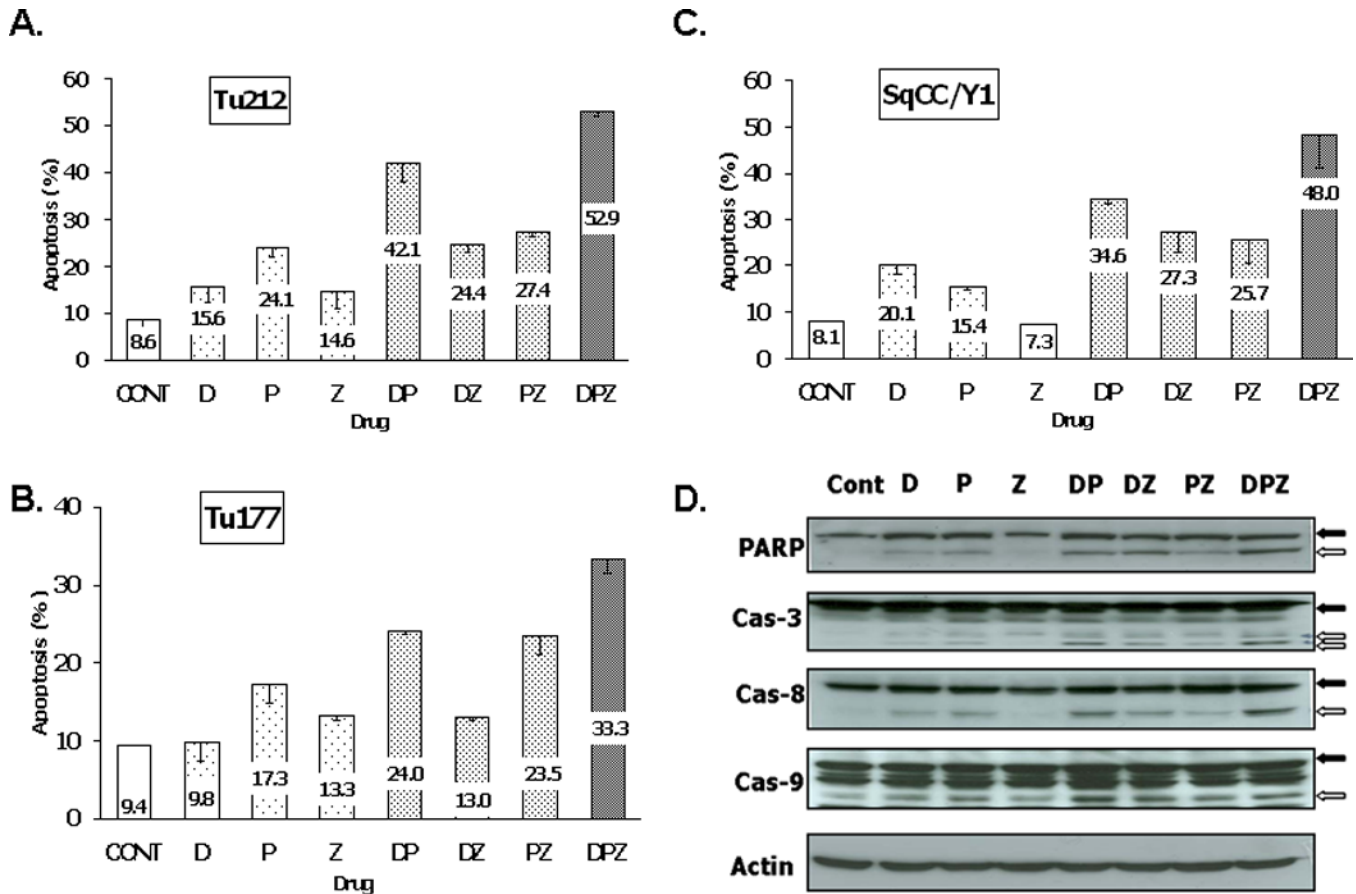 A.
Tu212
Apoptosis (%)
60
50
40
30
20
10
0
8.6
15.6
24.1
14.6
42.1
24.4
27.4
52.9
CONT D P Z DP DZ PZ DPZ
Drug
B.
Tu177
Apoptosis (%)
40
30
20
10
0
9.4
9.8
17.3
13.3
24.0
13.0
23.5
33.3
CONT D P Z DP DZ PZ DPZ
Drug
C.
SqCC/Y1
Apoptosis (%)
60
50
40
30
20
10
0
8.1
20.1
15.4
7.3
34.6
27.3
25.7
48.0
CONT D P Z DP DZ PZ DPZ
Drug
D.
Cont D P Z DP DZ PZ DPZ
PARP
Cas-3
Cas-8
Cas-9
Actin